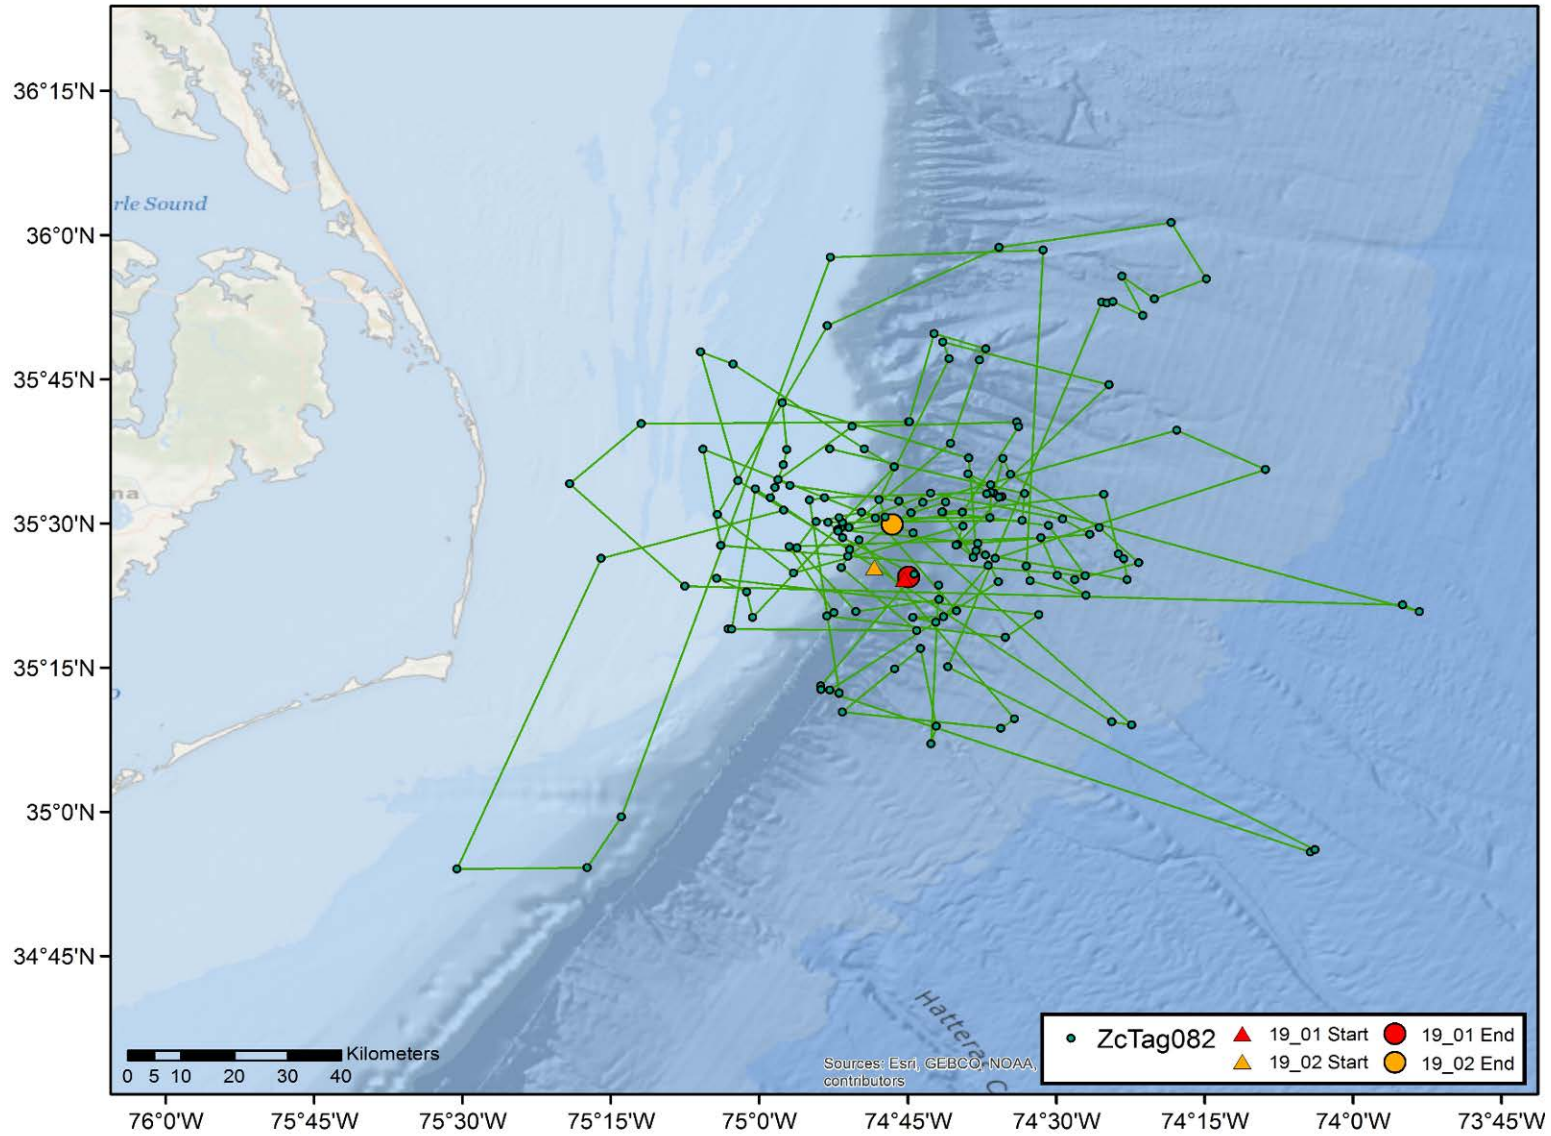 36°15'N
rle Sound
36°0'N
35°45'N
na
35°30'N
35°15'N
35°0'N
34°45'N
Hattera C
ZcTag082
19_01 Start
19_01 End
19_02 Start
19_02 End
Kilometers
0 5 10 20 30 40
Sources: Esri, GEBCO, NOAA,
contributors
76°0'W 75°45'W 75°30'W 75°15'W 75°0'W 74°45'W 74°30'W 74°15'W 74°0'W 73°45'W